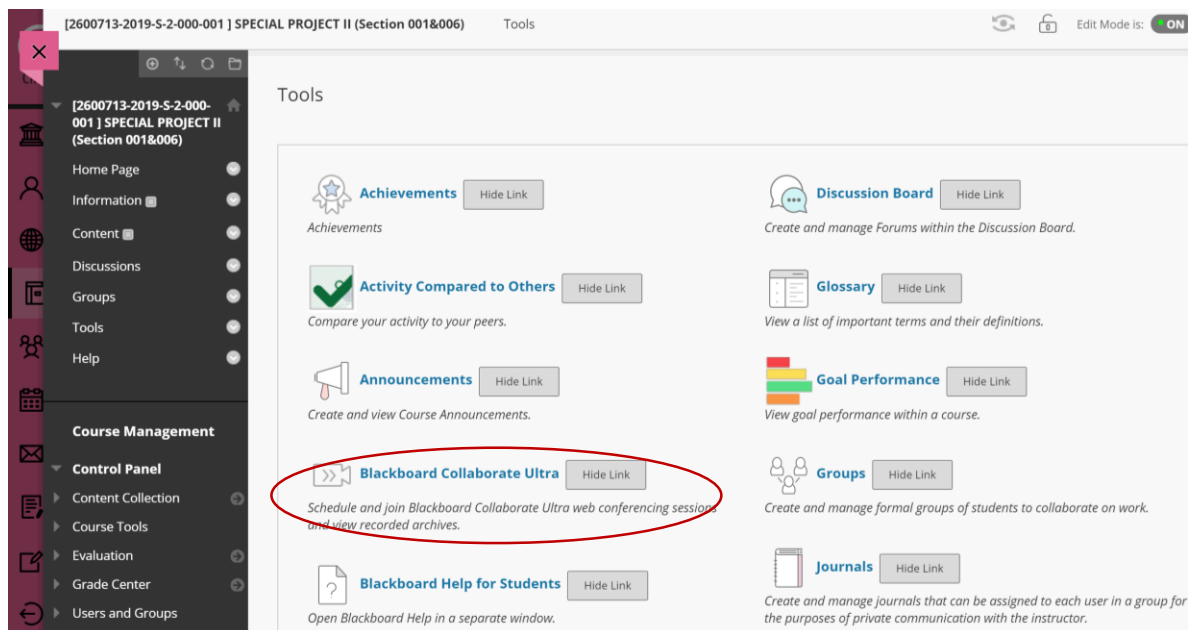 [2600713-2019-S-2-000-001 ] SPECIAL PROJECT II (Section 001&006)
Tools
Edit Mode is:
ON
[2600713-2019-S-2-000-
001 ] SPECIAL PROJECT II
(Section 001&006)
Home Page
Information
Content
Discussions
Groups
Tools
Help
Course Management
Control Panel
Content Collection
Course Tools
Evaluation
Grade Center
Users and Groups
Tools
Achievements
Hide Link
Achievements
Activity Compared to Others
Hide Link
Compare your activity to your peers.
Announcements
Hide Link
Create and view Course Announcements.
Blackboard Collaborate Ultra
Hide Link
Schedule and join Blackboard Collaborate Ultra web conferencing sessions
and view recorded archives.
Blackboard Help for Students
Hide Link
Open Blackboard Help in a separate window.
Discussion Board
Hide Link
Create and manage Forums within the Discussion Board.
Glossary
Hide Link
View a list of important terms and their definitions.
Goal Performance
Hide Link
View goal performance within a course.
Groups
Hide Link
Create and manage formal groups of students to collaborate on work.
Journals
Hide Link
Create and manage journals that can be assigned to each user in a group for
the purposes of private communication with the instructor.